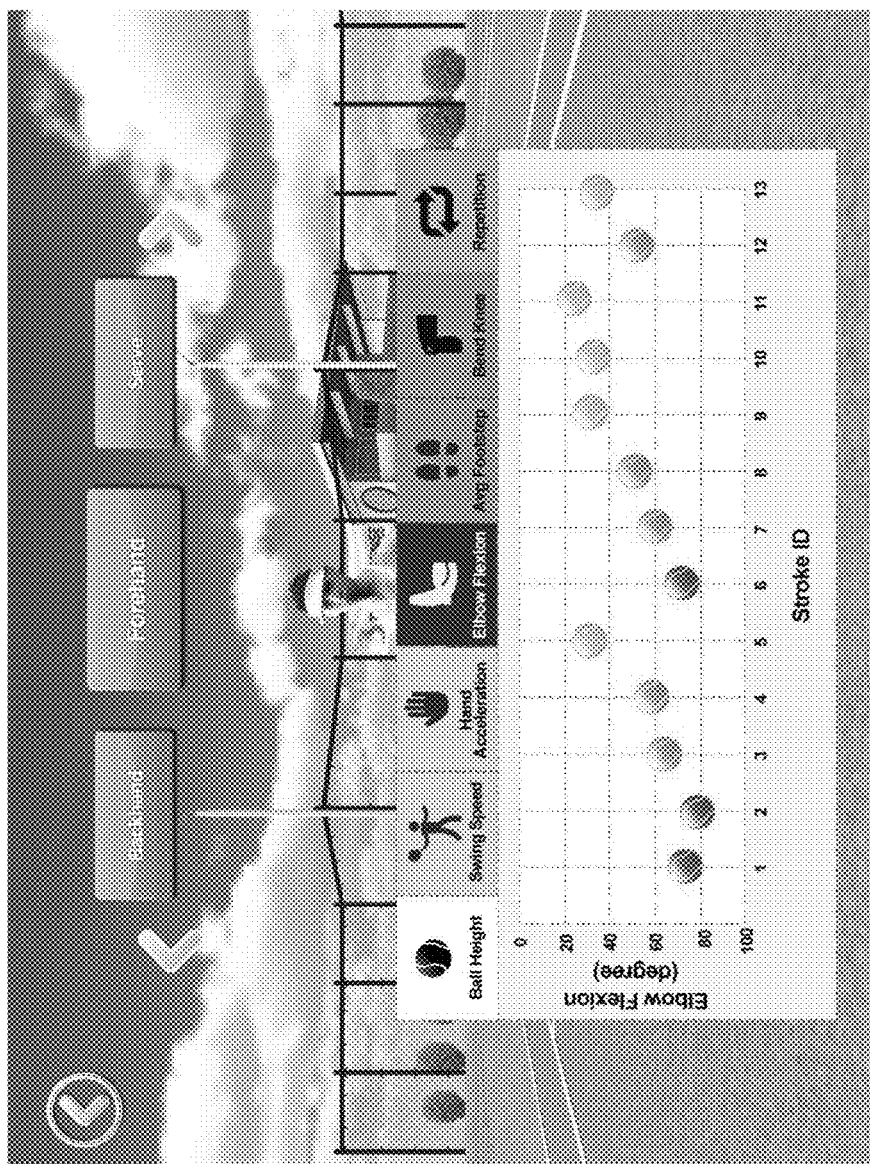 Backhand
Forehand
Serve
Ball Height
Swing Speed
Hand
Acceleration
Elbow Flexion
Avg Footstep
Bend Knee
Repetition
Elbow Flexion
(degree)
0
20
40
60
80
100
1 2 3 4 5 6 7 8 9 10 11 12 13
Stroke ID